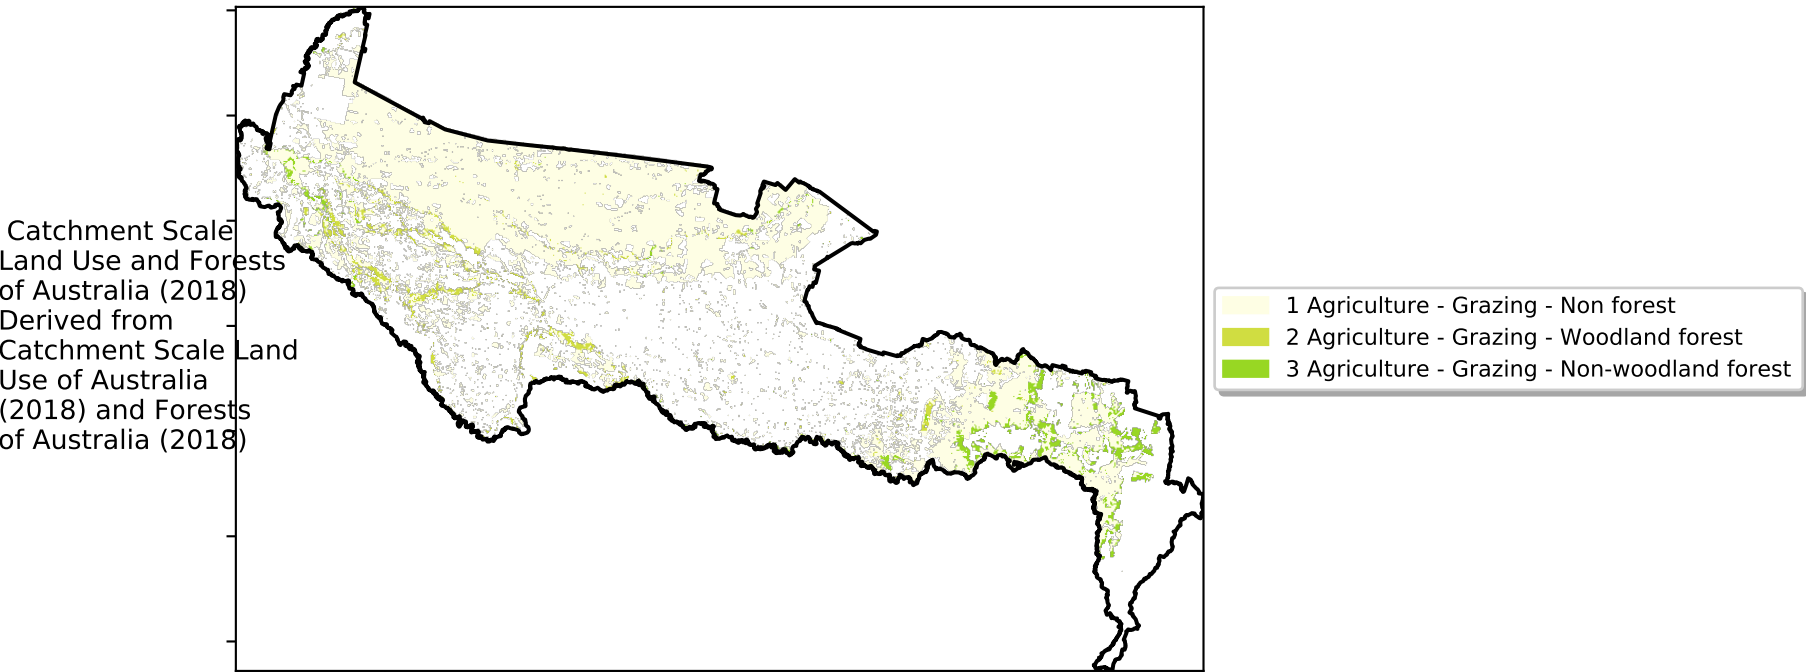 Catchment Scale
Land Use and Forests
of Australia (2018)
Derived from
Catchment Scale Land
Use of Australia
(2018) and Forests
of Australia (2018)
1 Agriculture - Grazing - Non forest
2 Agriculture - Grazing - Woodland forest
3 Agriculture - Grazing - Non-woodland forest